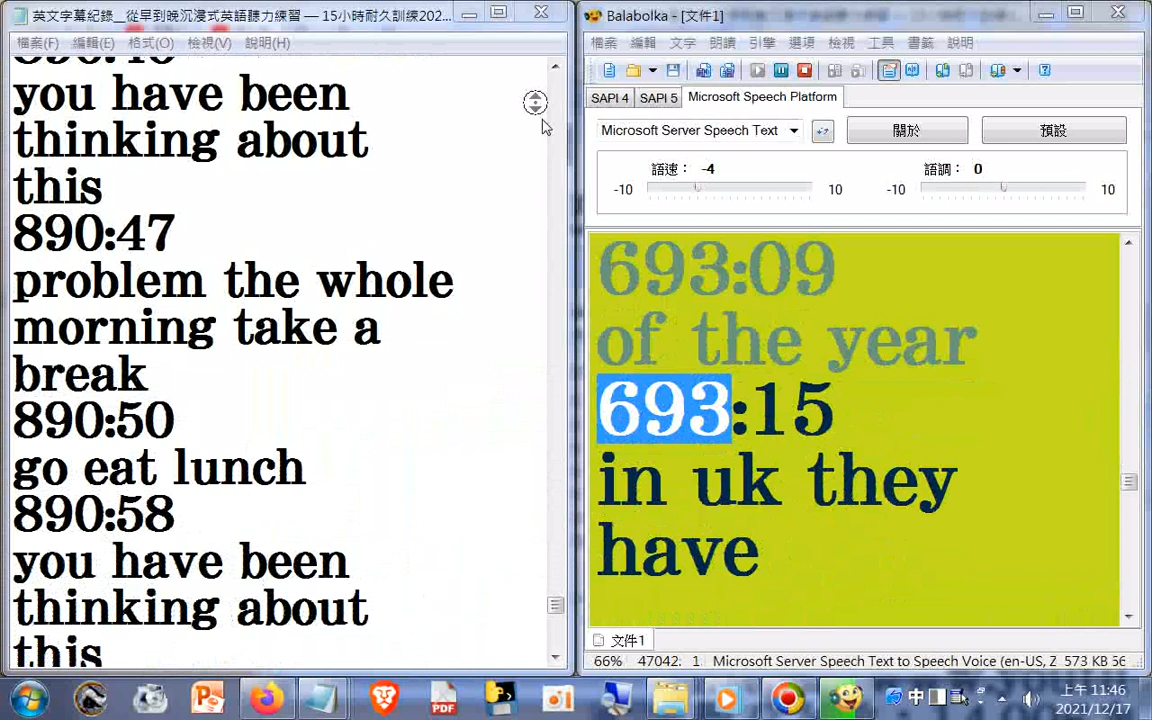 英文字幕紀錄__從早到晚沉浸式英語聽力練習 — 15小時耐久訓練202...
檔案(F) 編輯(E) 格式(O) 檢視(V) 說明(H)
you have been
thinking about
this
890:47
problem the whole
morning take a
break
890:50
go eat lunch
890:58
you have been
thinking about
this
Balabolka - [文件1]
檔案 編輯 文字 朗讀 引擎 選項 檢視 工具 書籤 說明
SAPI 4 SAPI 5 Microsoft Speech Platform
Microsoft Server Speech Text 關於 預設
語速： -4 語調： 0
-10 10 -10 10
693:09
of the year
693:15
in uk they
have
文件1
66% 47042: 1 Microsoft Server Speech Text to Speech Voice (en-US, Z 573 KB 56
PDF 中 上午 11:46
2021/12/17